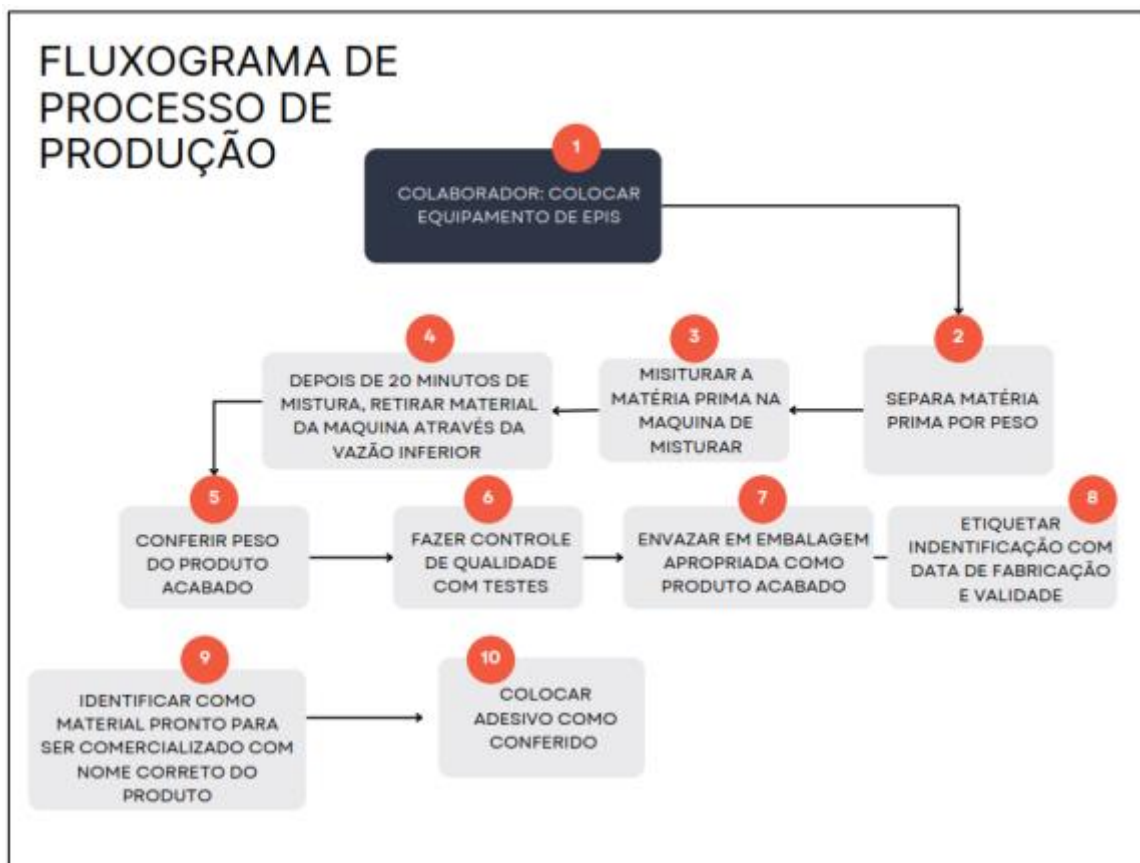 FLUXOGRAMA DE
PROCESSO DE
PRODUÇÃO
1
COLABORADOR: COLOCAR
EQUIPAMENTO DE EPIS
2
SEPARA MATÉRIA
PRIMA POR PESO
3
MISITURAR A
MATÉRIA PRIMA NA
MAQUINA DE
MISTURAR
4
DEPOIS DE 20 MINUTOS DE
MISTURA, RETIRAR MATERIAL
DA MAQUINA ATRAVÉS DA
VAZÃO INFERIOR
5
CONFERIR PESO
DO PRODUTO
ACABADO
6
FAZER CONTROLE
DE QUALIDADE
COM TESTES
7
ENVAZAR EM EMBALAGEM
APROPRIADA COMO
PRODUTO ACABADO
8
ETIQUETAR
INDENTIFICAÇÃO COM
DATA DE FABRICAÇÃO
E VALIDADE
9
IDENTIFICAR COMO
MATERIAL PRONTO PARA
SER COMERCIALIZADO COM
NOME CORRETO DO
PRODUTO
10
COLOCAR
ADESIVO COMO
CONFERIDO